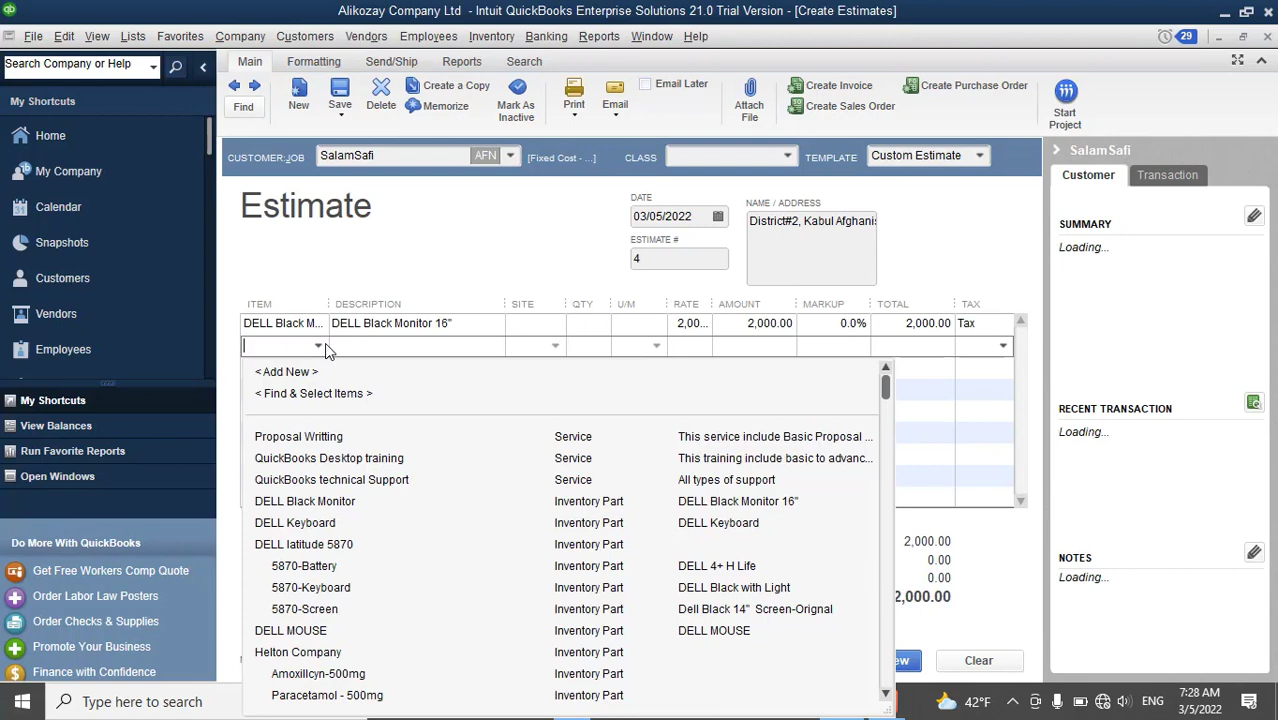 Alikozay Company Ltd - Intuit QuickBooks Enterprise Solutions 21.0 Trial Version - [Create Estimates]
File Edit View Lists Favorites Company Customers Vendors Employees Inventory Banking Reports Window Help 29
Search Company or Help
My Shortcuts
Home
My Company
Calendar
Snapshots
Customers
Vendors
Employees
My Shortcuts
View Balances
Run Favorite Reports
Open Windows
Do More With QuickBooks
Get Free Workers Comp Quote
Order Labor Law Posters
Order Checks & Supplies
Promote Your Business
Finance with Confidence
Main Formatting Send/Ship Reports Search
Find
New
Save
Delete
Create a Copy
Memorize
Mark As
Inactive
Print
Email
Email Later
Attach
File
Create Invoice
Create Sales Order
Create Purchase Order
Start
Project
CUSTOMER:JOB SalamSafi AFN [Fixed Cost - ...] CLASS TEMPLATE Custom Estimate
Estimate
DATE
03/05/2022
ESTIMATE #
4
NAME / ADDRESS
District#2, Kabul Afghanis
ITEM DESCRIPTION SITE QTY U/M RATE AMOUNT MARKUP TOTAL TAX
DELL Black M... DELL Black Monitor 16" 2,00... 2,000.00 0.0% 2,000.00 Tax
< Add New >
< Find & Select Items >
Proposal Writting Service This service include Basic Proposal ...
QuickBooks Desktop training Service This training include basic to advanc...
QuickBooks technical Support Service All types of support
DELL Black Monitor Inventory Part DELL Black Monitor 16"
DELL Keyboard Inventory Part DELL Keyboard
DELL latitude 5870 Inventory Part
5870-Battery Inventory Part DELL 4+ H Life
5870-Keyboard Inventory Part DELL Black with Light
5870-Screen Inventory Part Dell Black 14" Screen-Orignal
DELL MOUSE Inventory Part DELL MOUSE
Helton Company Inventory Part
Amoxillcyn-500mg Inventory Part
Paracetamol - 500mg Inventory Part
2,000.00
0.00
0.00
2,000.00
ew Clear
SalamSafi
Customer Transaction
SUMMARY
Loading...
RECENT TRANSACTION
Loading...
NOTES
Loading...
Type here to search
42°F
ENG
7:28 AM
3/5/2022